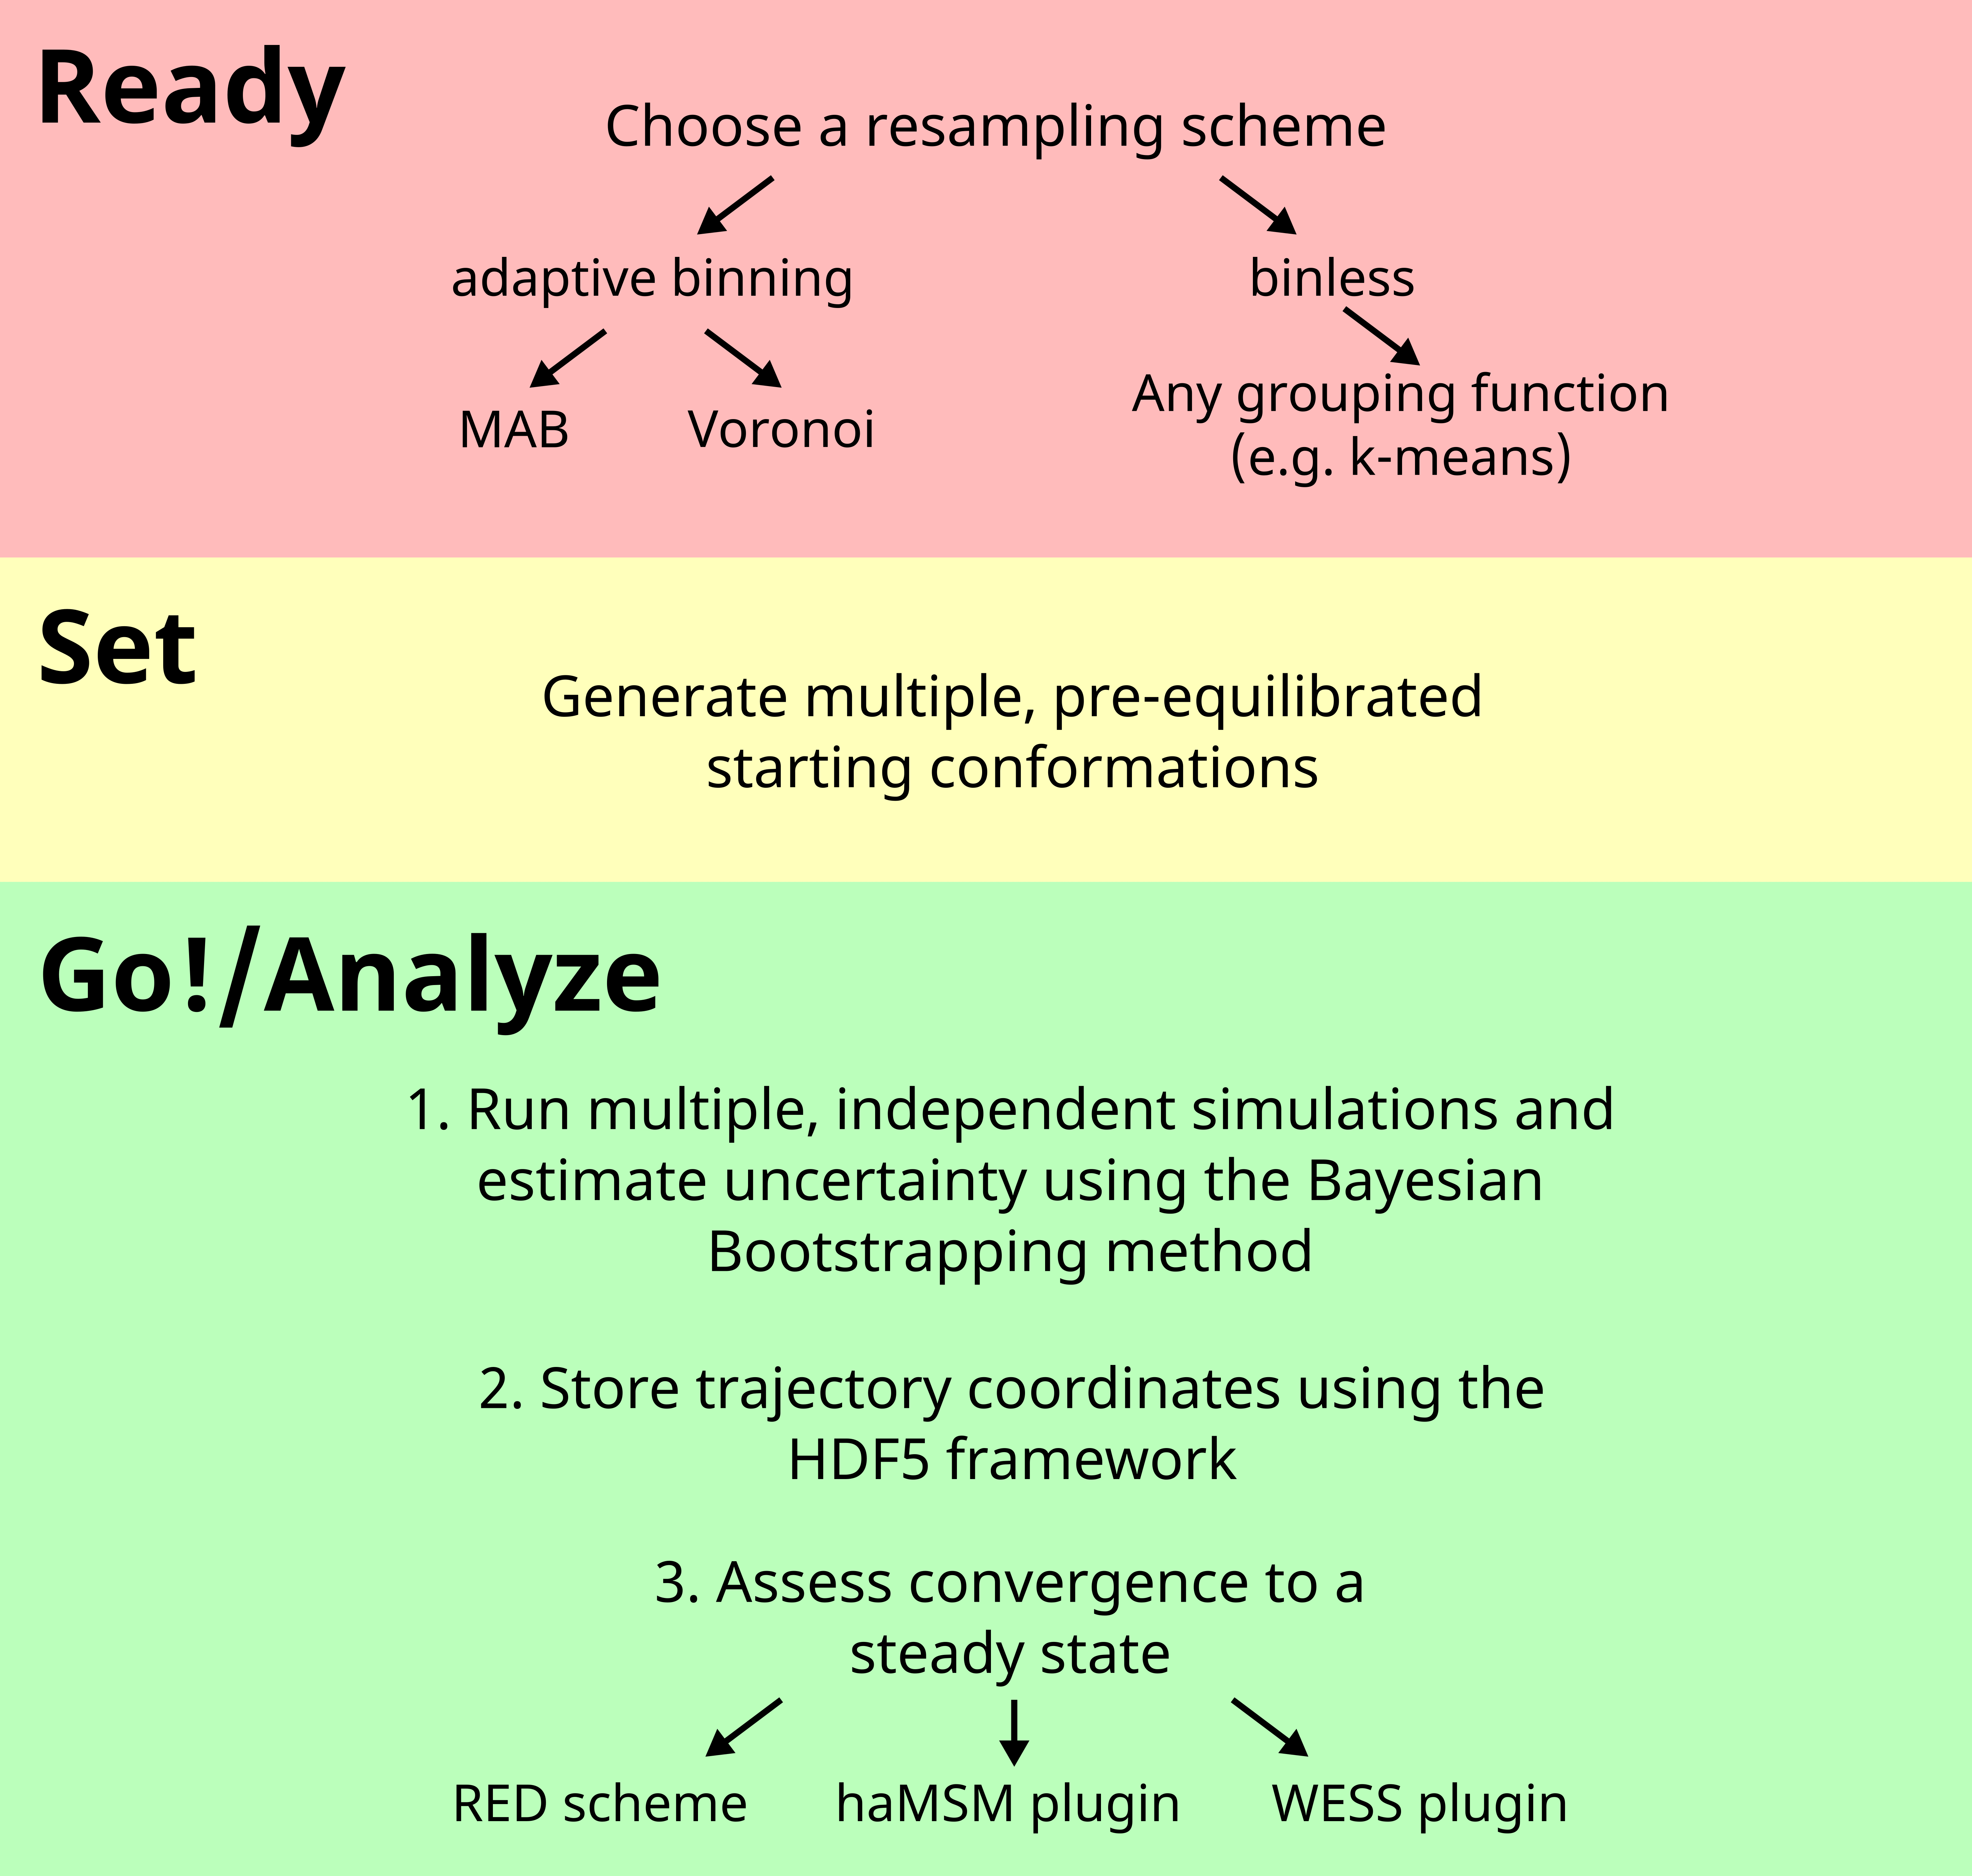 Ready
Choose a resampling scheme
adaptive binning
binless
MAB
Voronoi
Any grouping function
(e.g. k-means)
Set
Generate multiple, pre-equilibrated
starting conformations
Go!/Analyze
1. Run multiple, independent simulations and
estimate uncertainty using the Bayesian
Bootstrapping method
2. Store trajectory coordinates using the
HDF5 framework
3. Assess convergence to a
steady state
RED scheme
haMSM plugin
WESS plugin